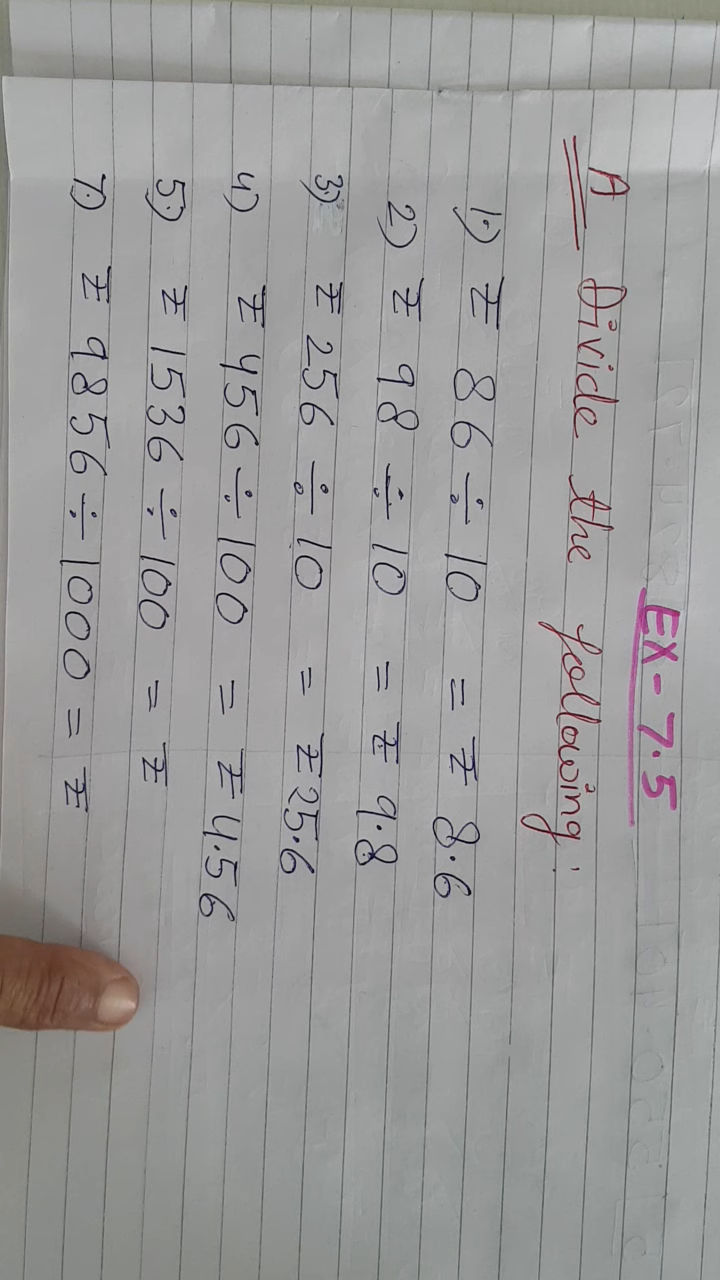 EX-7.5
A Divide the following:
1.) ₹ 86 ÷ 10 = ₹ 8.6
2) ₹ 98 ÷ 10 = ₹ 9.8
3.) ₹ 256 ÷ 10 = ₹ 25.6
4) ₹ 456 ÷ 100 = ₹ 4.56
5.) ₹ 1536 ÷ 100 = ₹
7.) ₹ 9856 ÷ 1000 = ₹